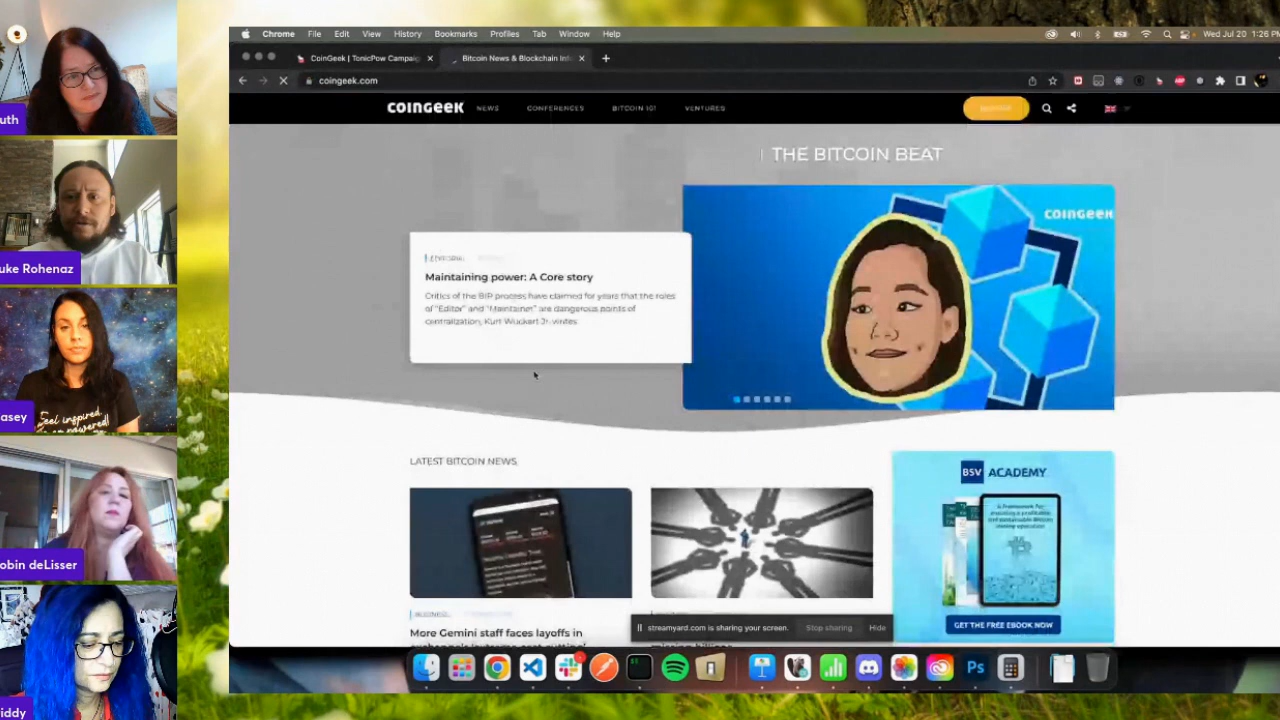 Chrome File Edit View History Bookmarks Profiles Tab Window Help
Wed Jul 20 1:26 PM
CoinGeek | TonicPow Campaig
Bitcoin News & Blockchain Inf
coingeek.com
COINGEEK NEWS CONFERENCES BITCOIN 101 VENTURES
THE BITCOIN BEAT
COINGEEK
EDITORIAL
Maintaining power: A Core story
Critics of the BIP process have claimed for years that the roles
of "Editor" and "Maintainer" are dangerous points of
centralization, Kurt Wuckert Jr. writes.
LATEST BITCOIN NEWS
BSV ACADEMY
GET THE FREE EBOOK NOW
BUSINESS
More Gemini staff faces layoffs in
streamyard.com is sharing your screen.
Stop sharing
Hide
Ps
uth
uke Rohenaz
asey
feel inspired
obin deLisser
iddy